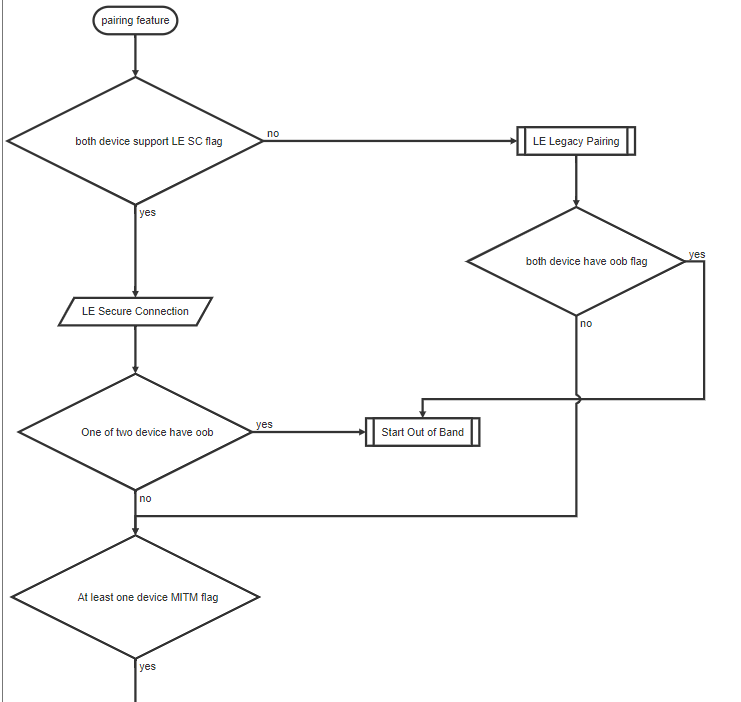 pairing feature
both device support LE SC flag
no
LE Legacy Pairing
yes
both device have oob flag
yes
no
LE Secure Connection
One of two device have oob
yes
Start Out of Band
no
At least one device MITM flag
yes